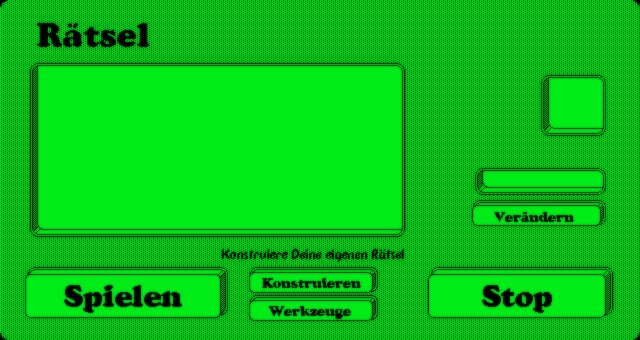 Rätsel
Verändern
Konstruiere Deine eigenen Rätsel
Spielen
Konstruieren
Werkzeuge
Stop